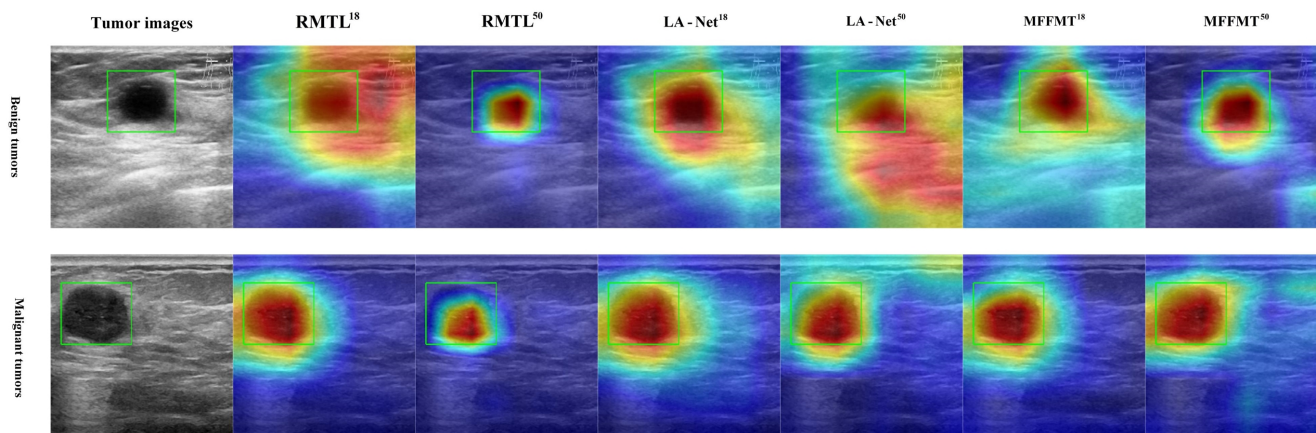 Tumor images RMTL¹⁸ RMTL⁵⁰ LA - Net¹⁸ LA - Net⁵⁰ MFFMT¹⁸ MFFMT⁵⁰
Benign tumors
Malignant tumors